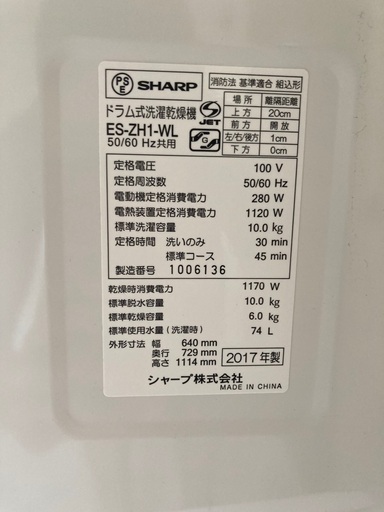 PS E
SHARP
ドラム式洗濯乾燥機
ES-ZH1-WL
50/60 Hz共用
JET
消防法 基準適合 組込形
場所 離隔距離
上方 20cm
前方 開放
左/右/後方 1cm
下方 0cm
定格電圧 100 V
定格周波数 50/60 Hz
電動機定格消費電力 280 W
電熱装置定格消費電力 1120 W
標準洗濯容量 10.0 kg
定格時間 洗いのみ 30 min
標準コース 45 min
製造番号 1006136
乾燥時消費電力 1170 W
標準脱水容量 10.0 kg
標準乾燥容量 6.0 kg
標準使用水量(洗濯時) 74 L
外形寸法 幅 640 mm
奥行 729 mm
高さ 1114 mm
2017年製
シャープ株式会社
MADE IN CHINA